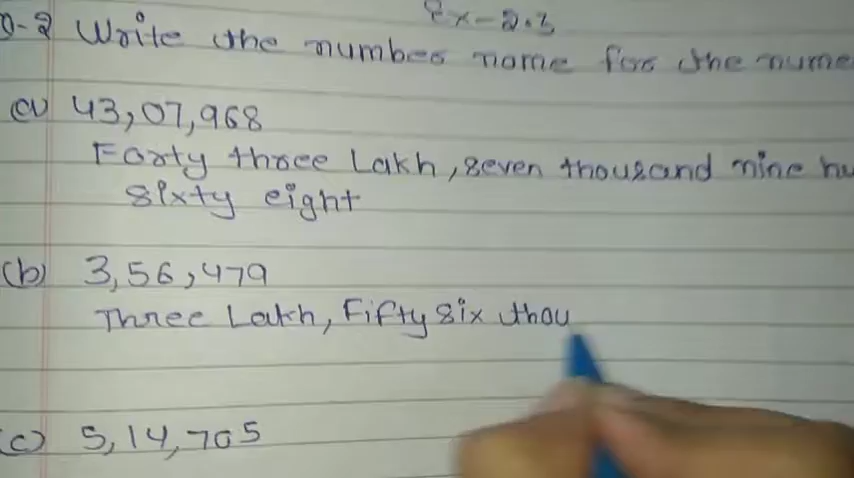 Ex-2.3
Q-2 Write the number name for the nume
(a) 43,07,968
Forty three Lakh, seven thousand nine hu
sixty eight
(b) 3,56,479
Three Lakh, Fifty six thou
(c) 5,14,705